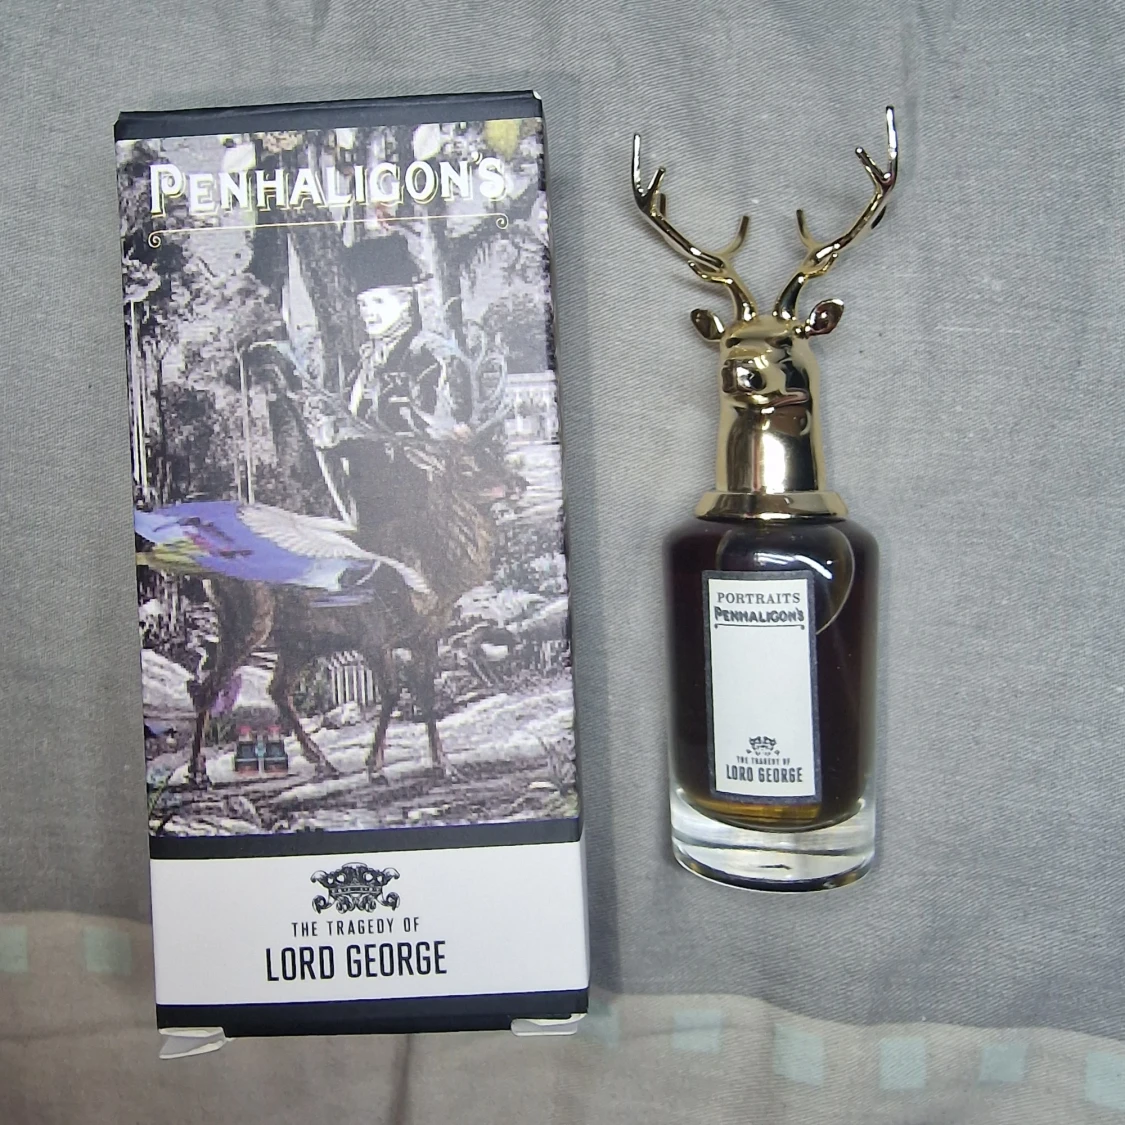 PENHALIGON'S
THE TRAGEDY OF
LORD GEORGE
PORTRAITS
PENHALIGON'S
THE TRAGEDY OF
LORD GEORGE